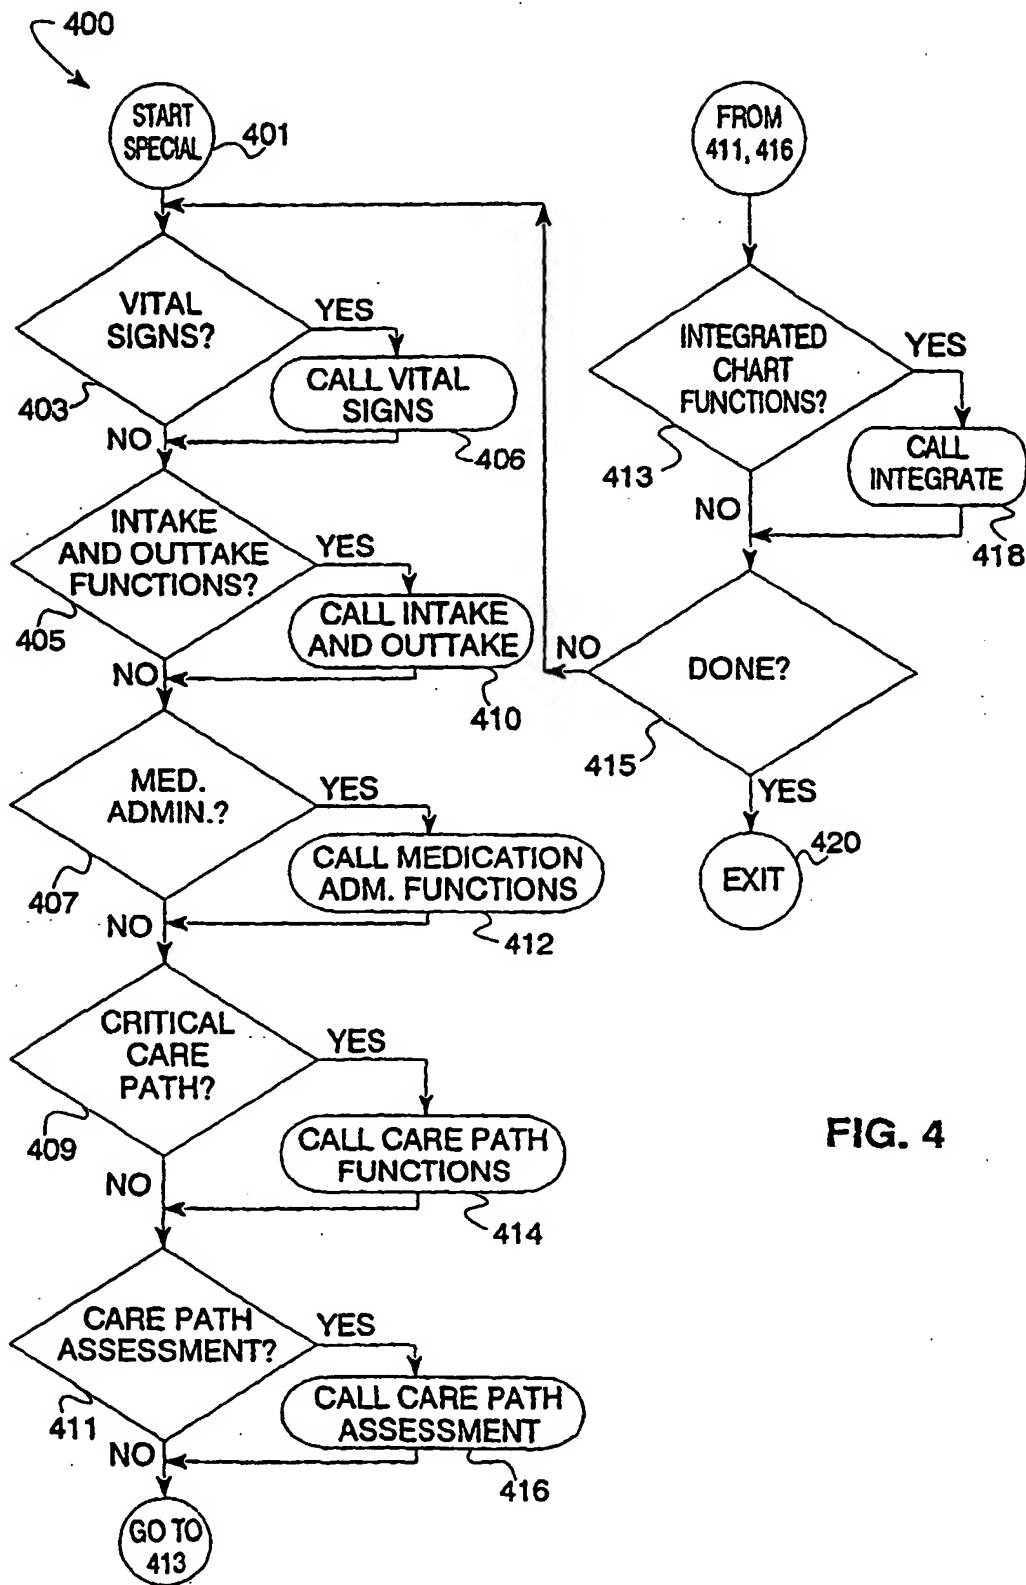 400
START
SPECIAL
401
VITAL
SIGNS?
YES
403
CALL VITAL
SIGNS
406
NO
INTAKE
AND OUTTAKE
FUNCTIONS?
YES
405
CALL INTAKE
AND OUTTAKE
410
NO
MED.
ADMIN.?
YES
407
CALL MEDICATION
ADM. FUNCTIONS
412
NO
CRITICAL
CARE
PATH?
YES
409
CALL CARE PATH
FUNCTIONS
414
NO
CARE PATH
ASSESSMENT?
YES
411
CALL CARE PATH
ASSESSMENT
416
NO
GO TO
413
FROM
411, 416
INTEGRATED
CHART
FUNCTIONS?
YES
413
CALL
INTEGRATE
418
NO
DONE?
NO
415
YES
EXIT
420
FIG. 4